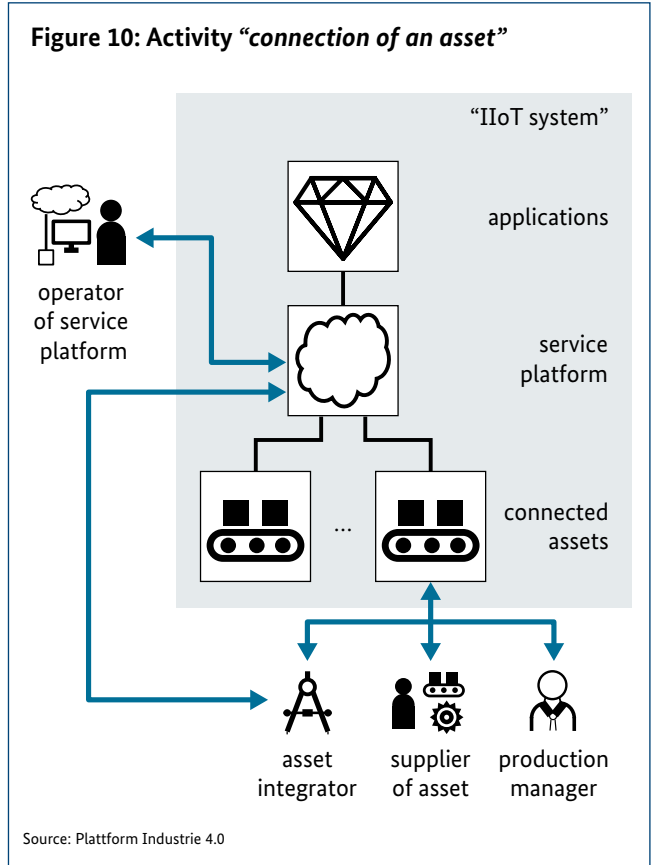 Figure 10: Activity “connection of an asset”
“IIoT system”
applications
operator
of service
platform
service
platform
...
connected
assets
asset
integrator
supplier
of asset
production
manager
Source: Plattform Industrie 4.0